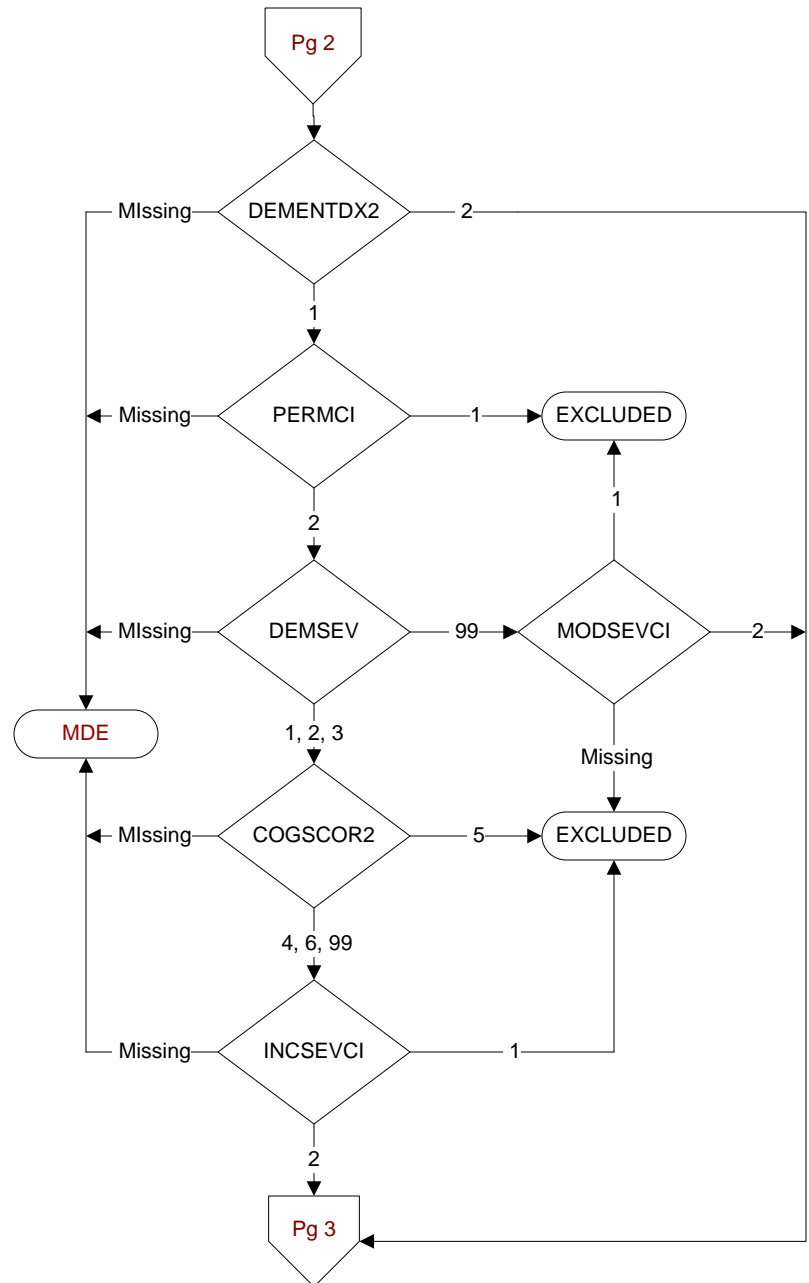 Pg 2
MIssing
DEMENTDX2
2
1
Missing
PERMCI
1
EXCLUDED
2
1
MIssing
DEMSEV
99
MODSEVCI
2
MDE
1, 2, 3
Missing
MIssing
COGSCOR2
5
EXCLUDED
4, 6, 99
Missing
INCSEVCI
1
2
Pg 3